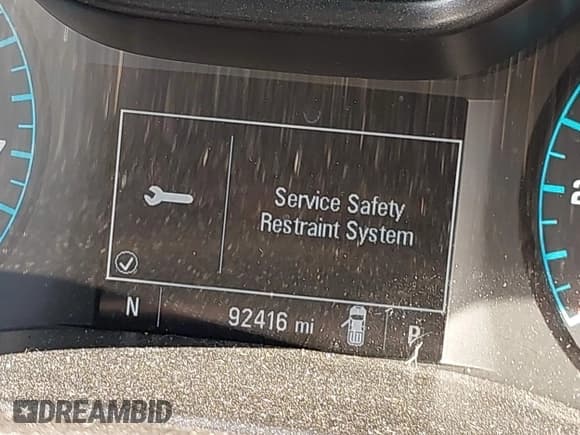 Service Safety
Restraint System
N 92416 mi P
DREAMBID